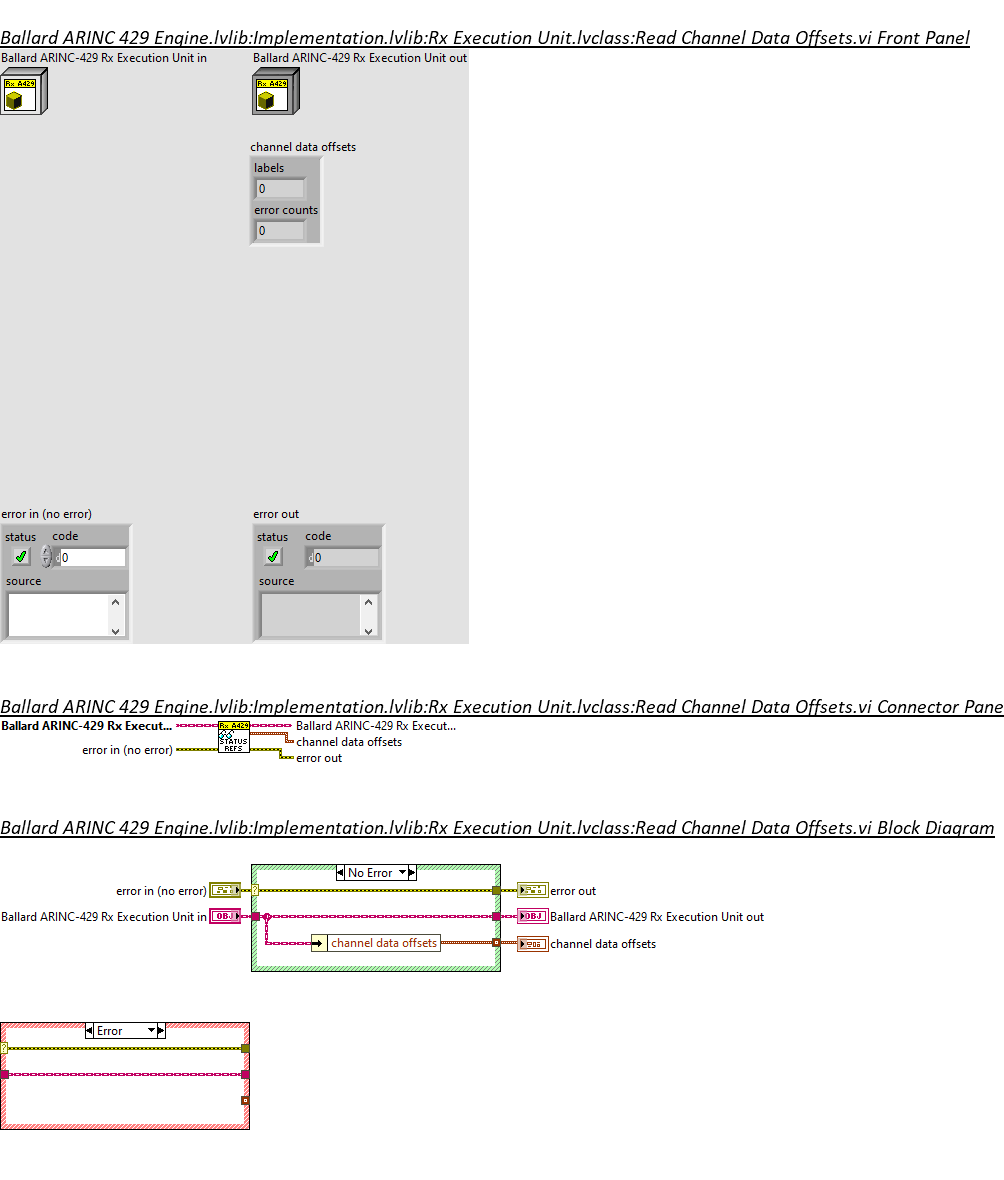 Ballard ARINC 429 Engine.lvlib:Implementation.lvlib:Rx Execution Unit.lvclass:Read Channel Data Offsets.vi Front Panel
Ballard ARINC-429 Rx Execution Unit in
Ballard ARINC-429 Rx Execution Unit out
Rx A429
Rx A429
channel data offsets
labels
0
error counts
0
error in (no error)
error out
status
code
status
code
d
0
d
0
source
source
Ballard ARINC 429 Engine.lvlib:Implementation.lvlib:Rx Execution Unit.lvclass:Read Channel Data Offsets.vi Connector Pane
Ballard ARINC-429 Rx Execut...
Rx A429
Ballard ARINC-429 Rx Execut...
STATUS
REFS
channel data offsets
error in (no error)
error out
Ballard ARINC 429 Engine.lvlib:Implementation.lvlib:Rx Execution Unit.lvclass:Read Channel Data Offsets.vi Block Diagram
No Error
error in (no error)
?
error out
Ballard ARINC-429 Rx Execution Unit in
OBJ
OBJ
Ballard ARINC-429 Rx Execution Unit out
channel data offsets
channel data offsets
Error
?